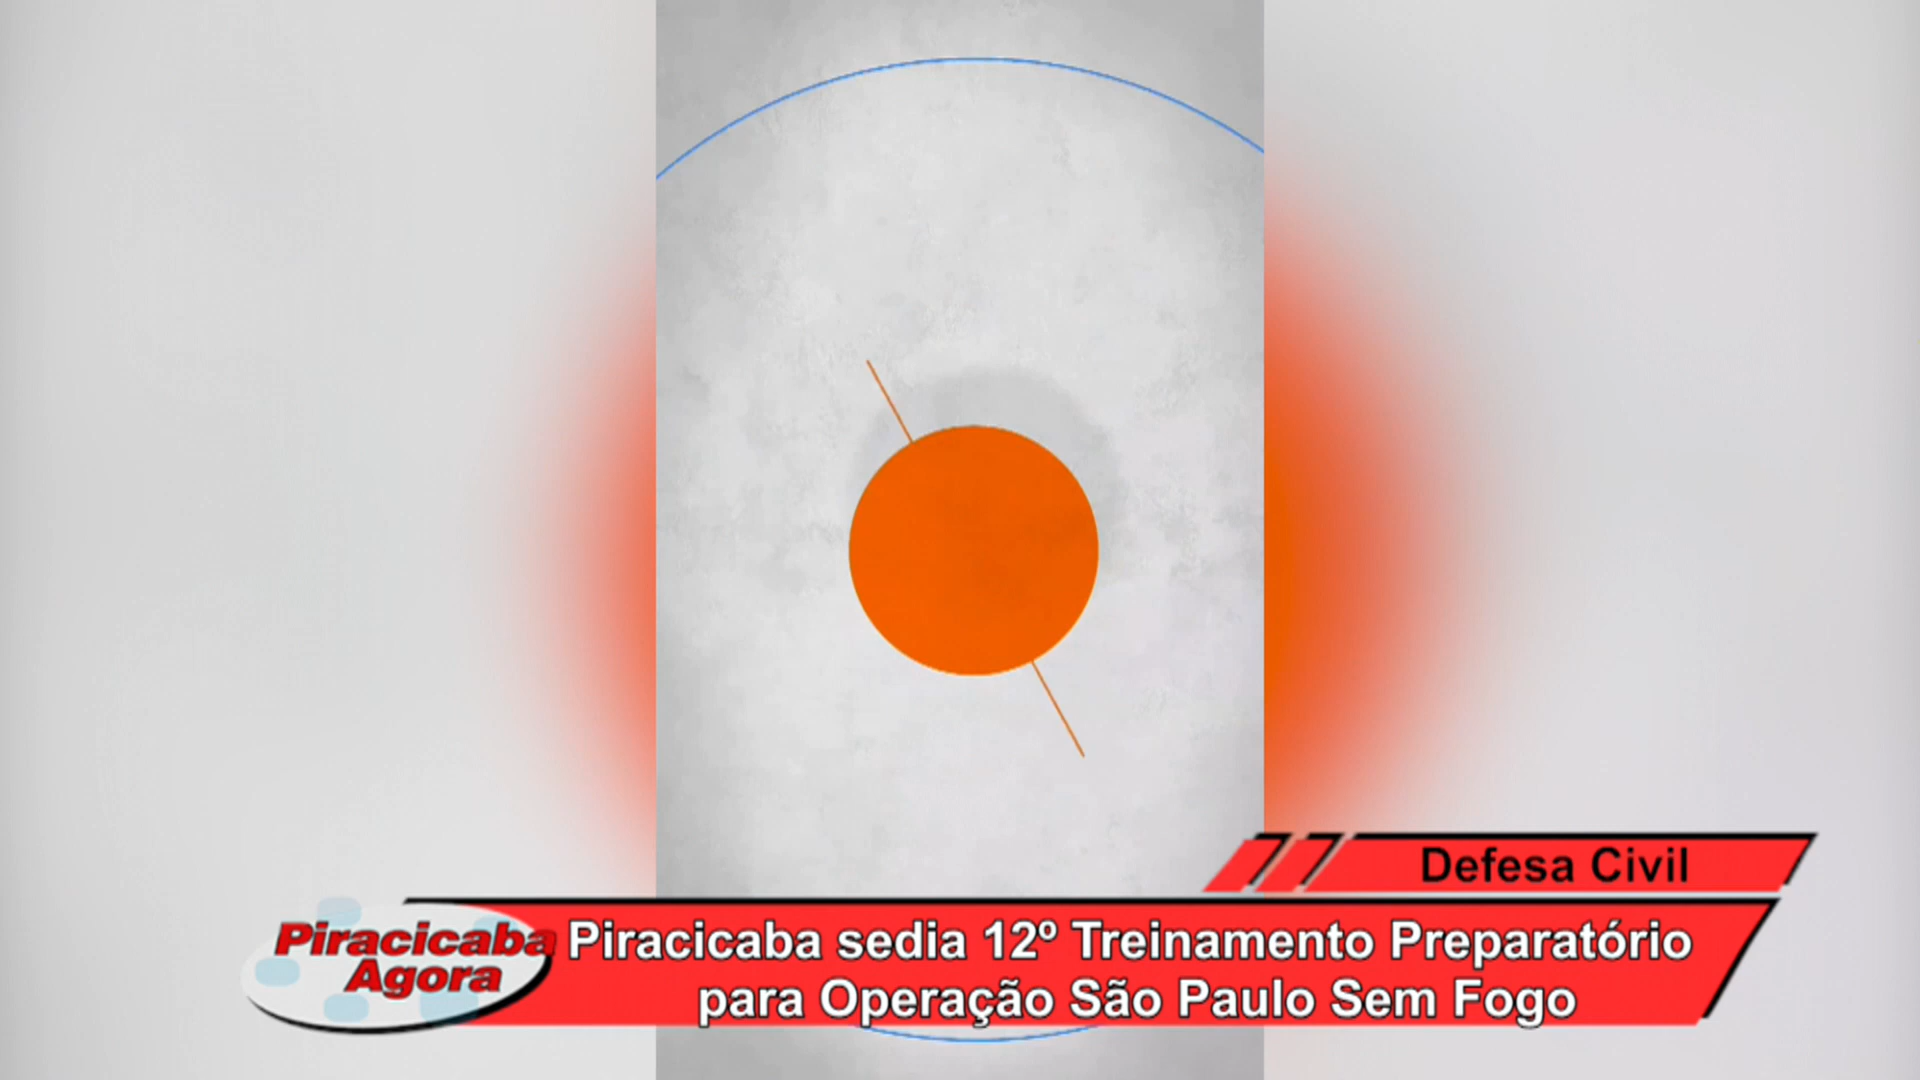 Defesa Civil
Piracicaba
Agora
Piracicaba sedia 12º Treinamento Preparatório
para Operação São Paulo Sem Fogo